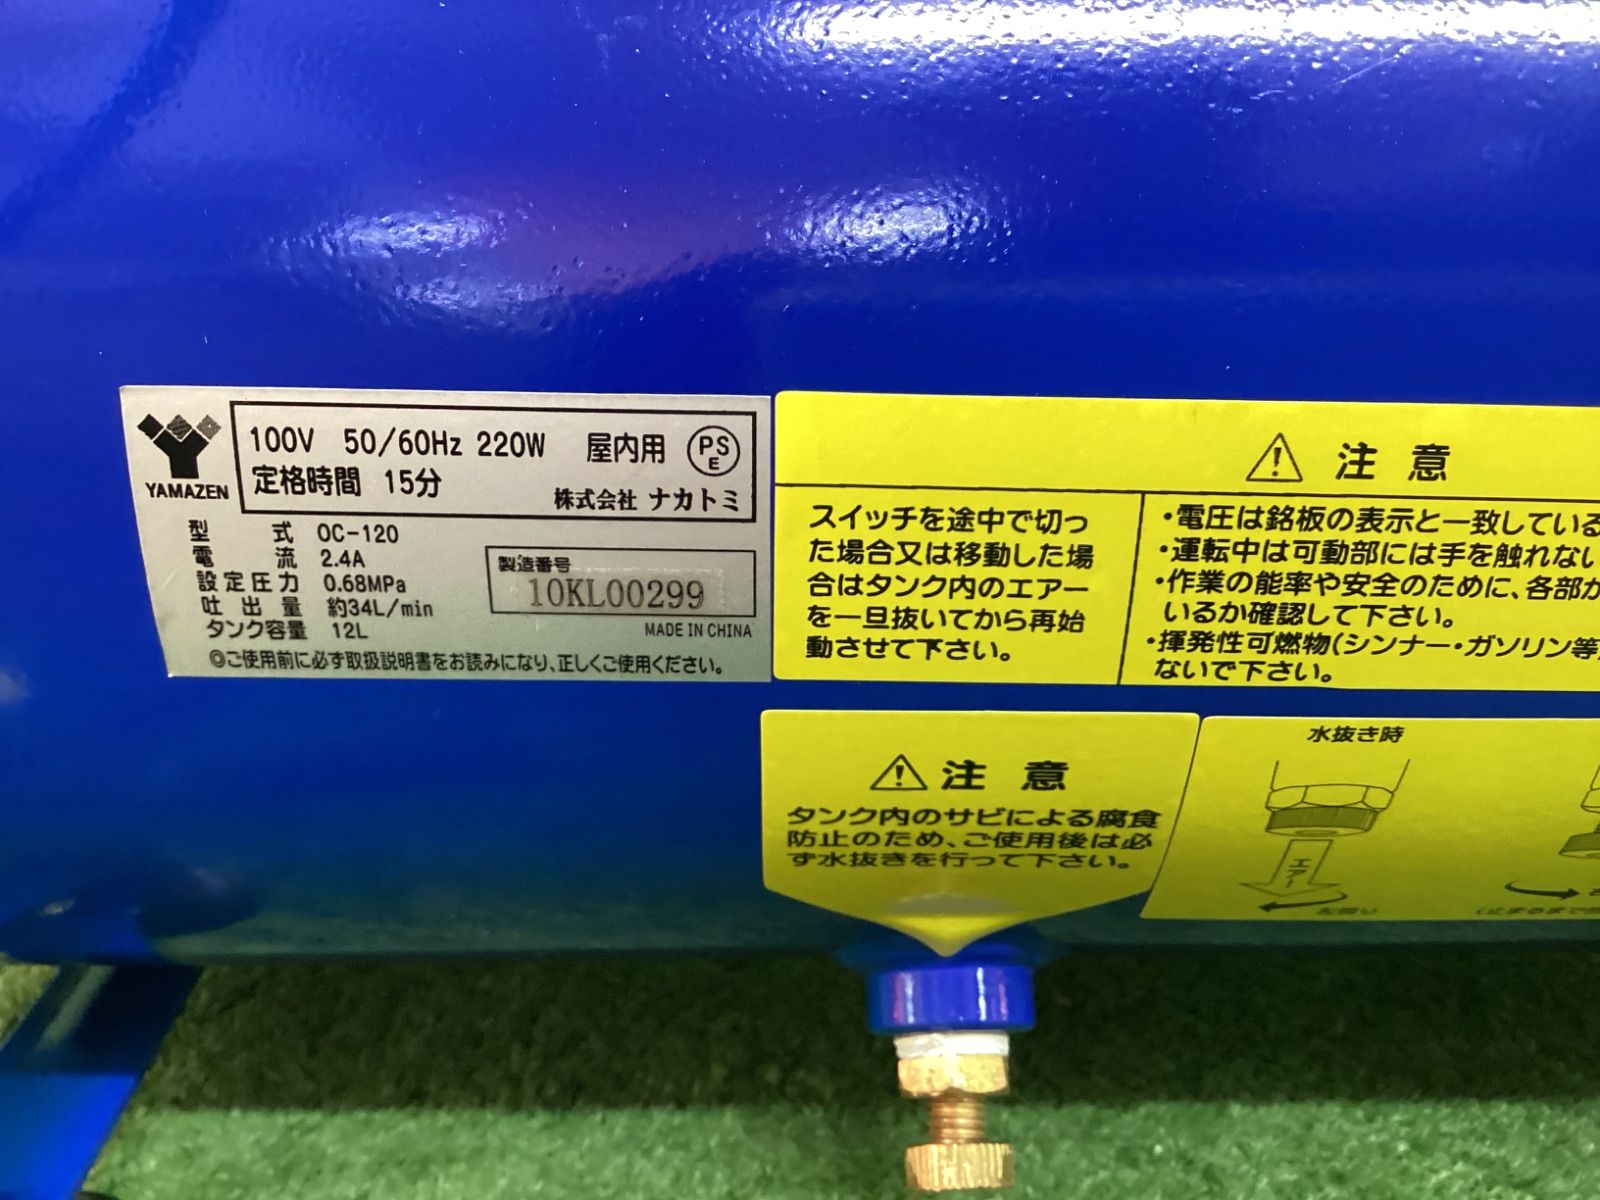 YAMAZEN
100V 50/60Hz 220W 屋内用 PSE
定格時間 15分
株式会社 ナカトミ
型式 OC-120
電流 2.4A
設定圧力 0.68MPa
吐出量 約34L/min
タンク容量 12L
製造番号
10KL00299
MADE IN CHINA
◎ご使用前に必ず取扱説明書をお読みになり、正しくご使用ください。
注意
スイッチを途中で切っ
た場合又は移動した場
合はタンク内のエアー
を一旦抜いてから再始
動させて下さい。
・電圧は銘板の表示と一致している
・運転中は可動部には手を触れない
・作業の能率や安全のために、各部が
いるか確認して下さい。
・揮発性可燃物(シンナー・ガソリン等)
ないで下さい。
注意
タンク内のサビによる腐食
防止のため、ご使用後は必
ず水抜きを行って下さい。
水抜き時
エアー
左回り